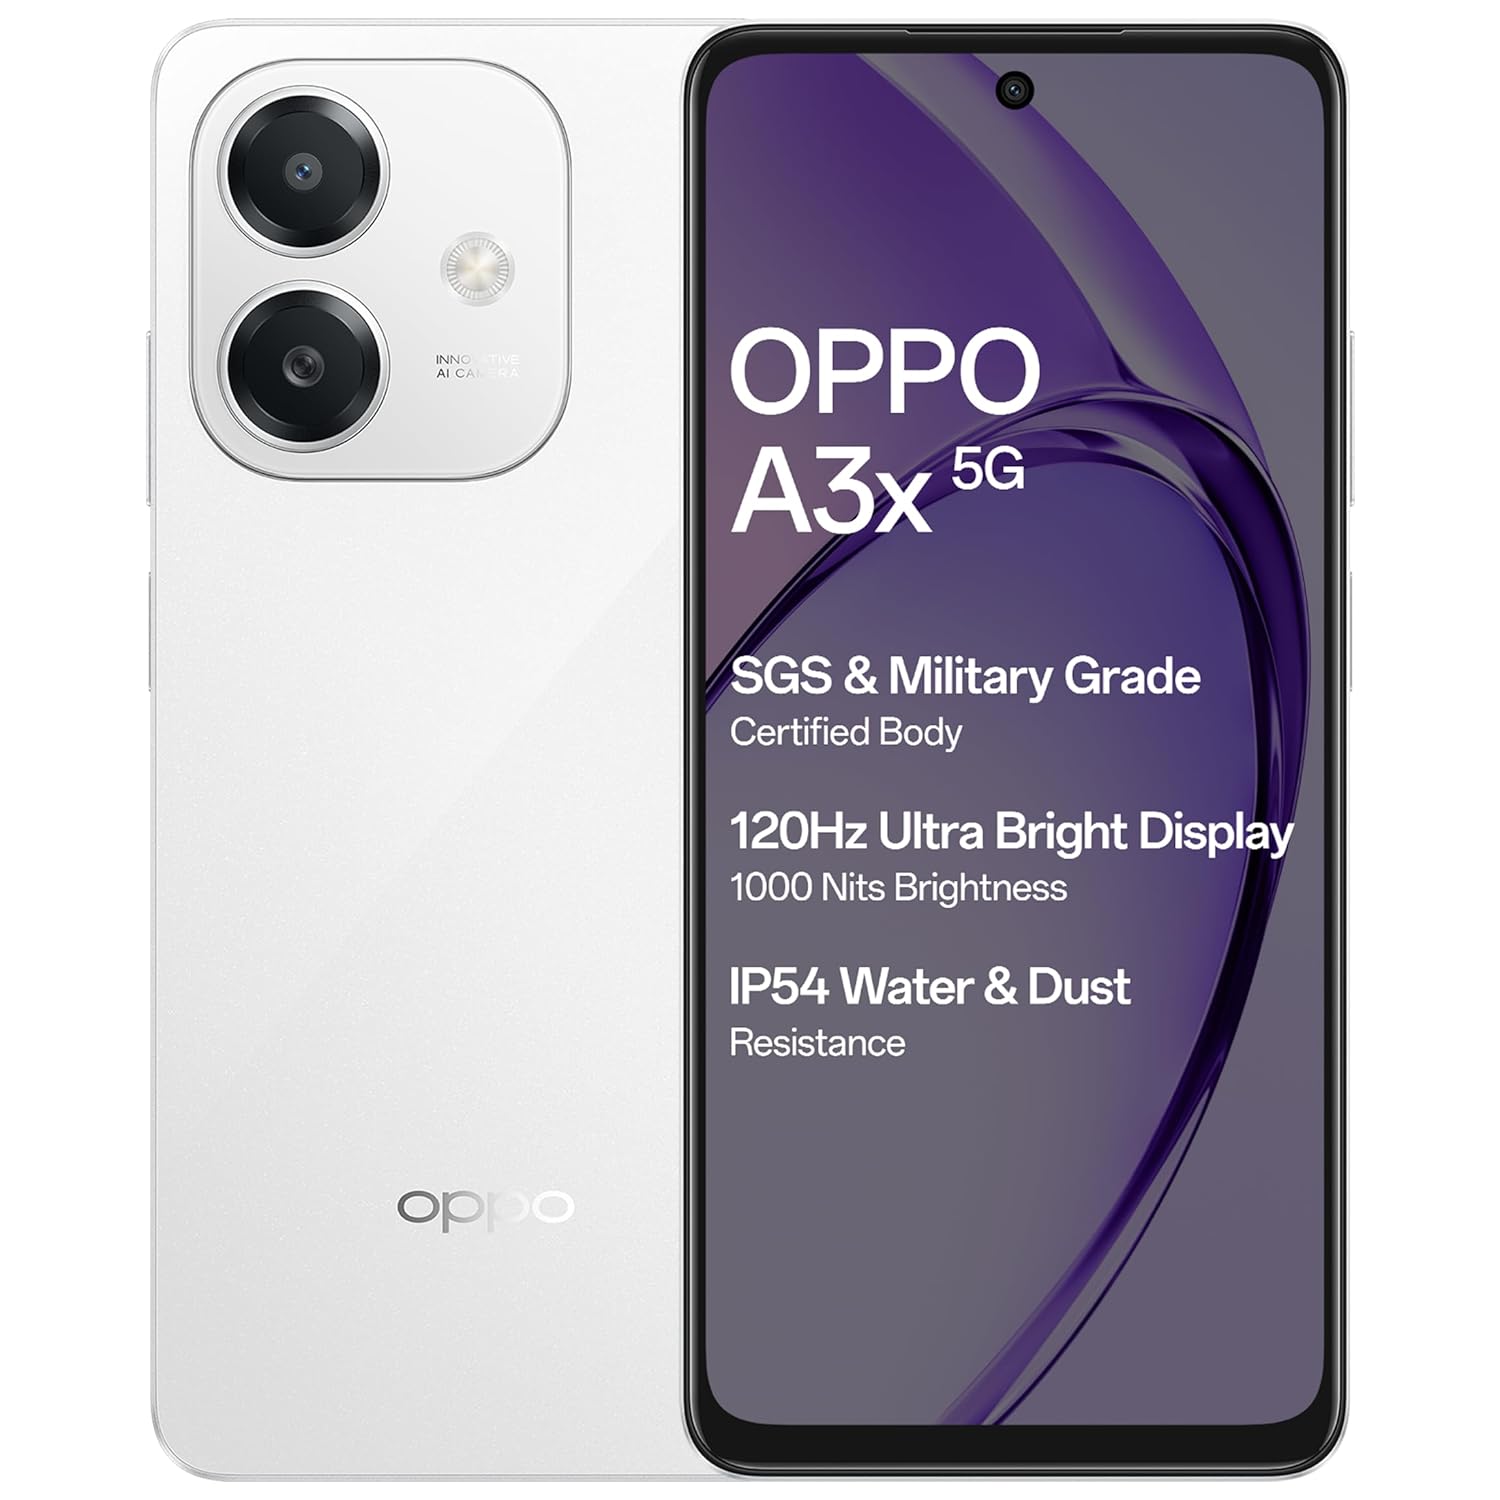 INNOVATIVE
AI CAMERA
oppo
OPPO
A3x 5G
SGS & Military Grade
Certified Body
120Hz Ultra Bright Display
1000 Nits Brightness
IP54 Water & Dust
Resistance